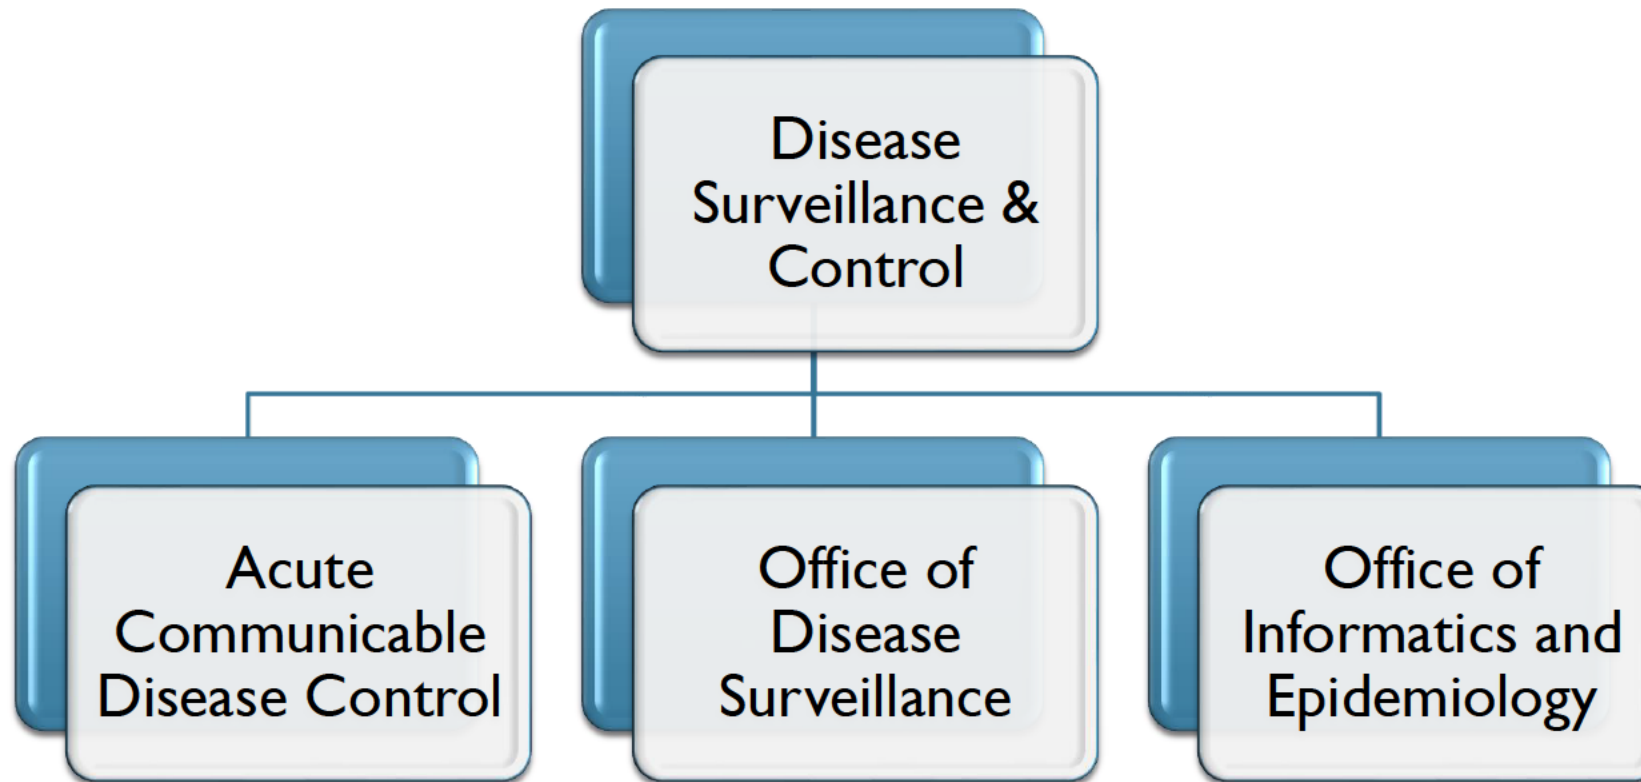 Disease
Surveillance &
Control
Acute
Communicable
Disease Control
Office of
Disease
Surveillance
Office of
Informatics and
Epidemiology